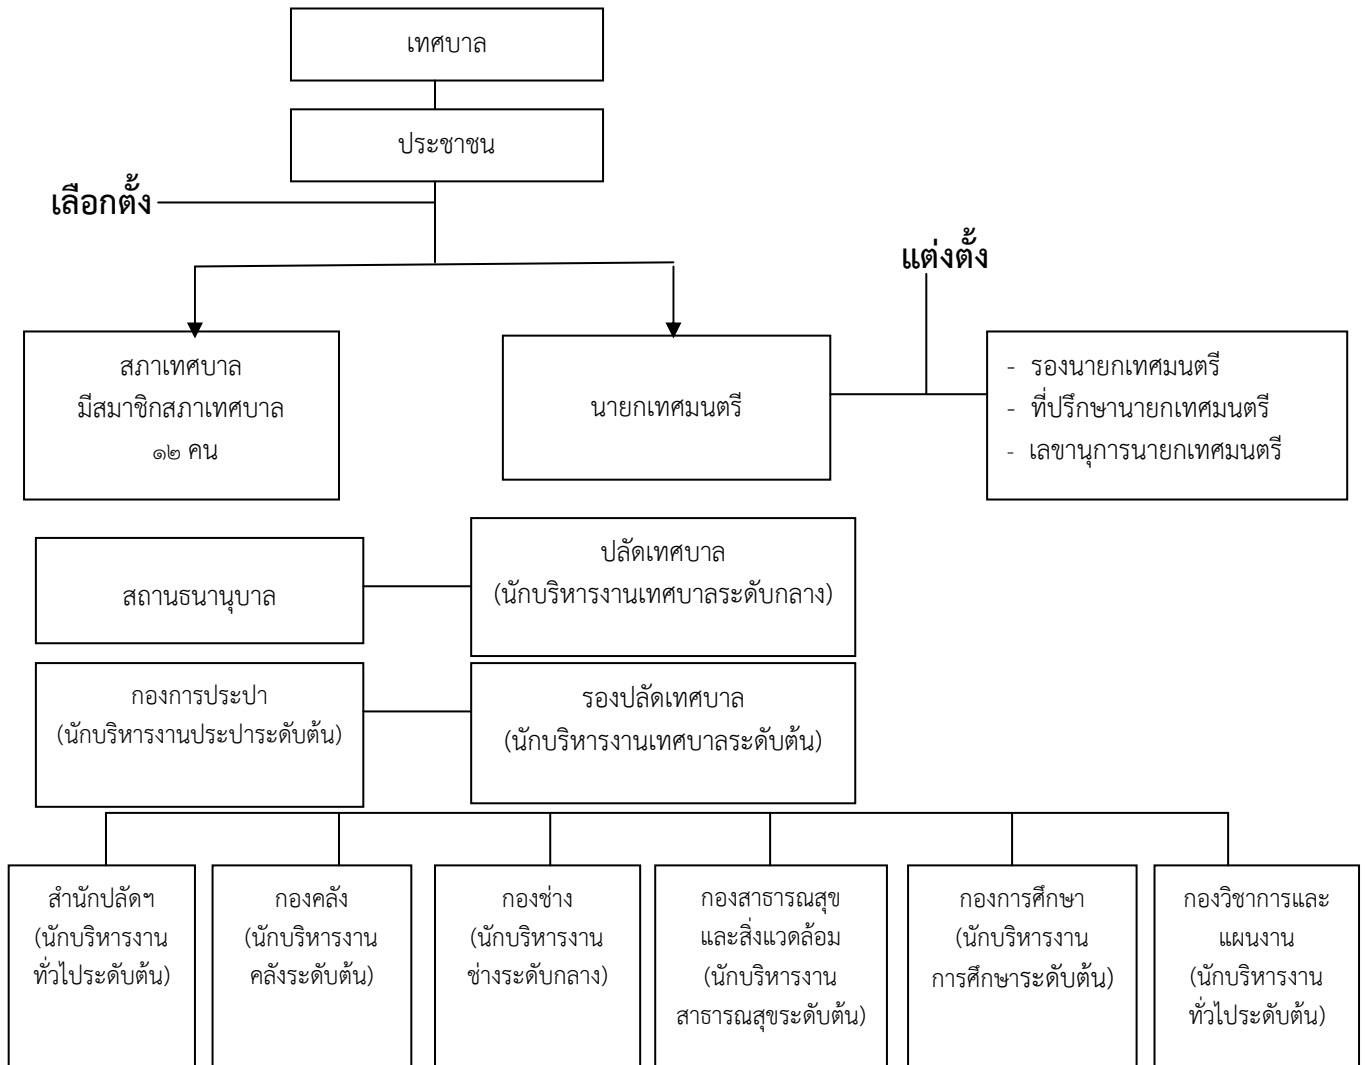 เทศบาล
ประชาชน
เลือกตั้ง
แต่งตั้ง
สภาเทศบาล
มีสมาชิกสภาเทศบาล
๑๒ คน
นายกเทศมนตรี
- รองนายกเทศมนตรี
- ที่ปรึกษานายกเทศมนตรี
- เลขานุการนายกเทศมนตรี
สถานธนานุบาล
ปลัดเทศบาล
(นักบริหารงานเทศบาลระดับกลาง)
กองการประปา
(นักบริหารงานประปาระดับต้น)
รองปลัดเทศบาล
(นักบริหารงานเทศบาลระดับต้น)
สำนักปลัดฯ
(นักบริหารงาน
ทั่วไประดับต้น)
กองคลัง
(นักบริหารงาน
คลังระดับต้น)
กองช่าง
(นักบริหารงาน
ช่างระดับกลาง)
กองสาธารณสุข
และสิ่งแวดล้อม
(นักบริหารงาน
สาธารณสุขระดับต้น)
กองการศึกษา
(นักบริหารงาน
การศึกษาระดับต้น)
กองวิชาการและ
แผนงาน
(นักบริหารงาน
ทั่วไประดับต้น)